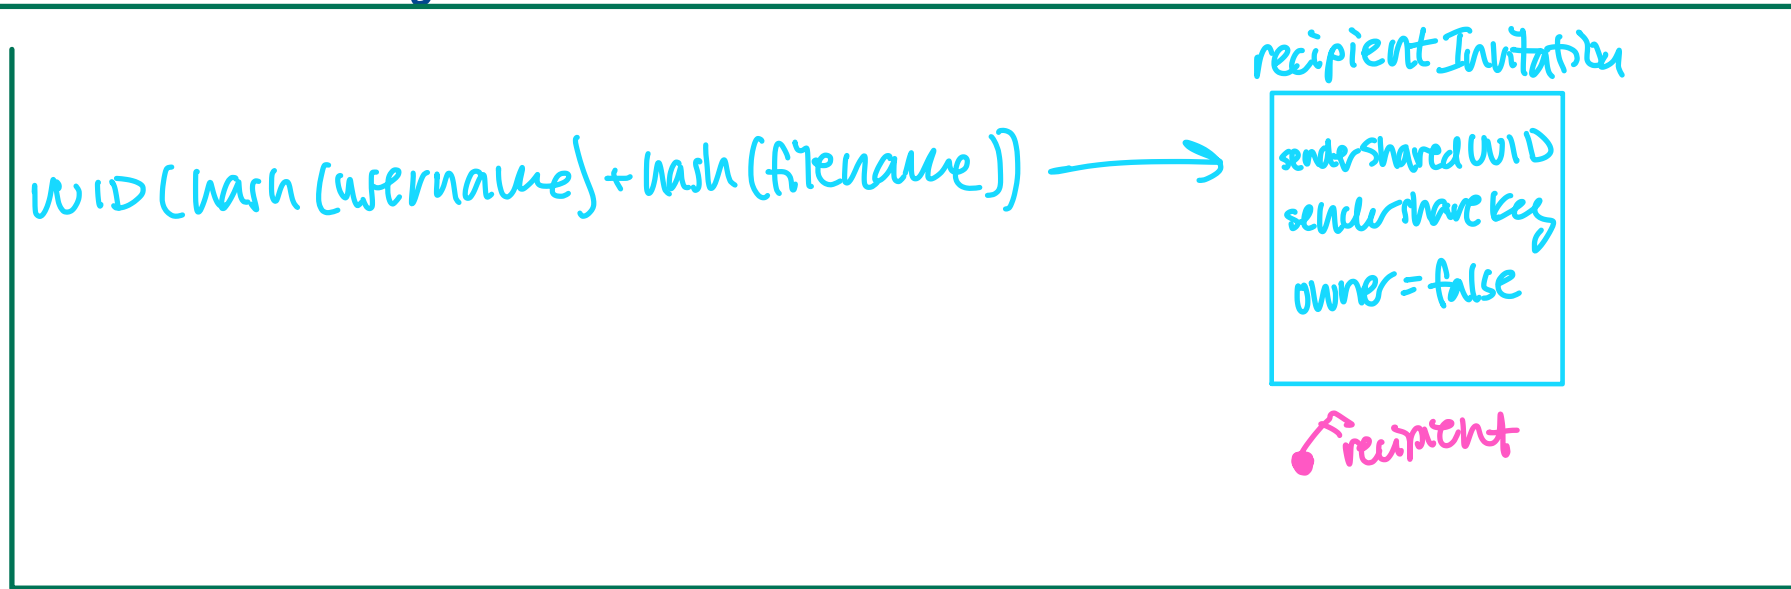 recipientInvitation
UUID(hash(username)+hash(filename))
senderSharedUUID
senderShareKey
owner=false
recipient